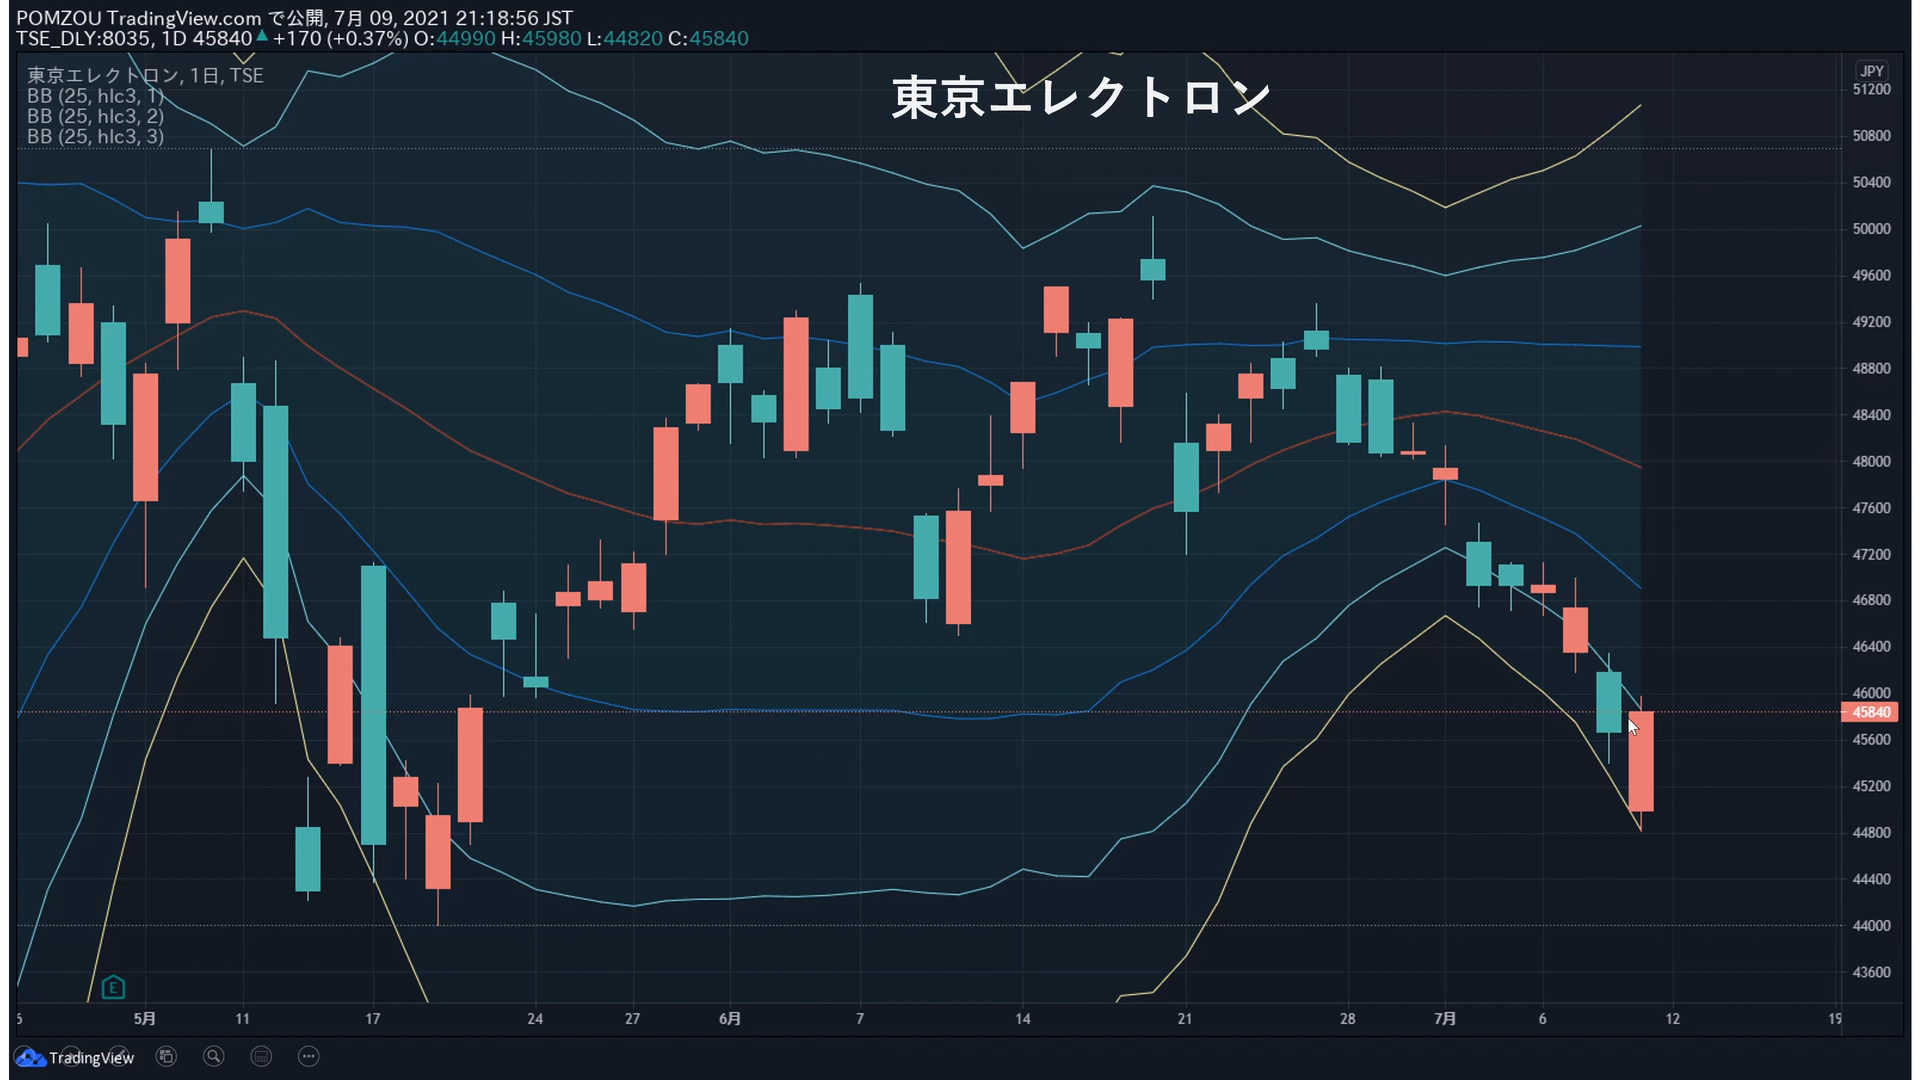 POMZOU TradingView.com で公開, 7月 09, 2021 21:18:56 JST
TSE_DLY:8035, 1D 45840 ▲ +170 (+0.37%) O:44990 H:45980 L:44820 C:45840
東京エレクトロン, 1日, TSE
BB (25, hlc3, 1)
BB (25, hlc3, 2)
BB (25, hlc3, 3)
東京エレクトロン
JPY
51200
50800
50400
50000
49600
49200
48800
48400
48000
47600
47200
46800
46400
46000
45840
45600
45200
44800
44400
44000
43600
E
6 5月 11 17 24 27 6月 7 14 21 28 7月 6 12 19
TradingView